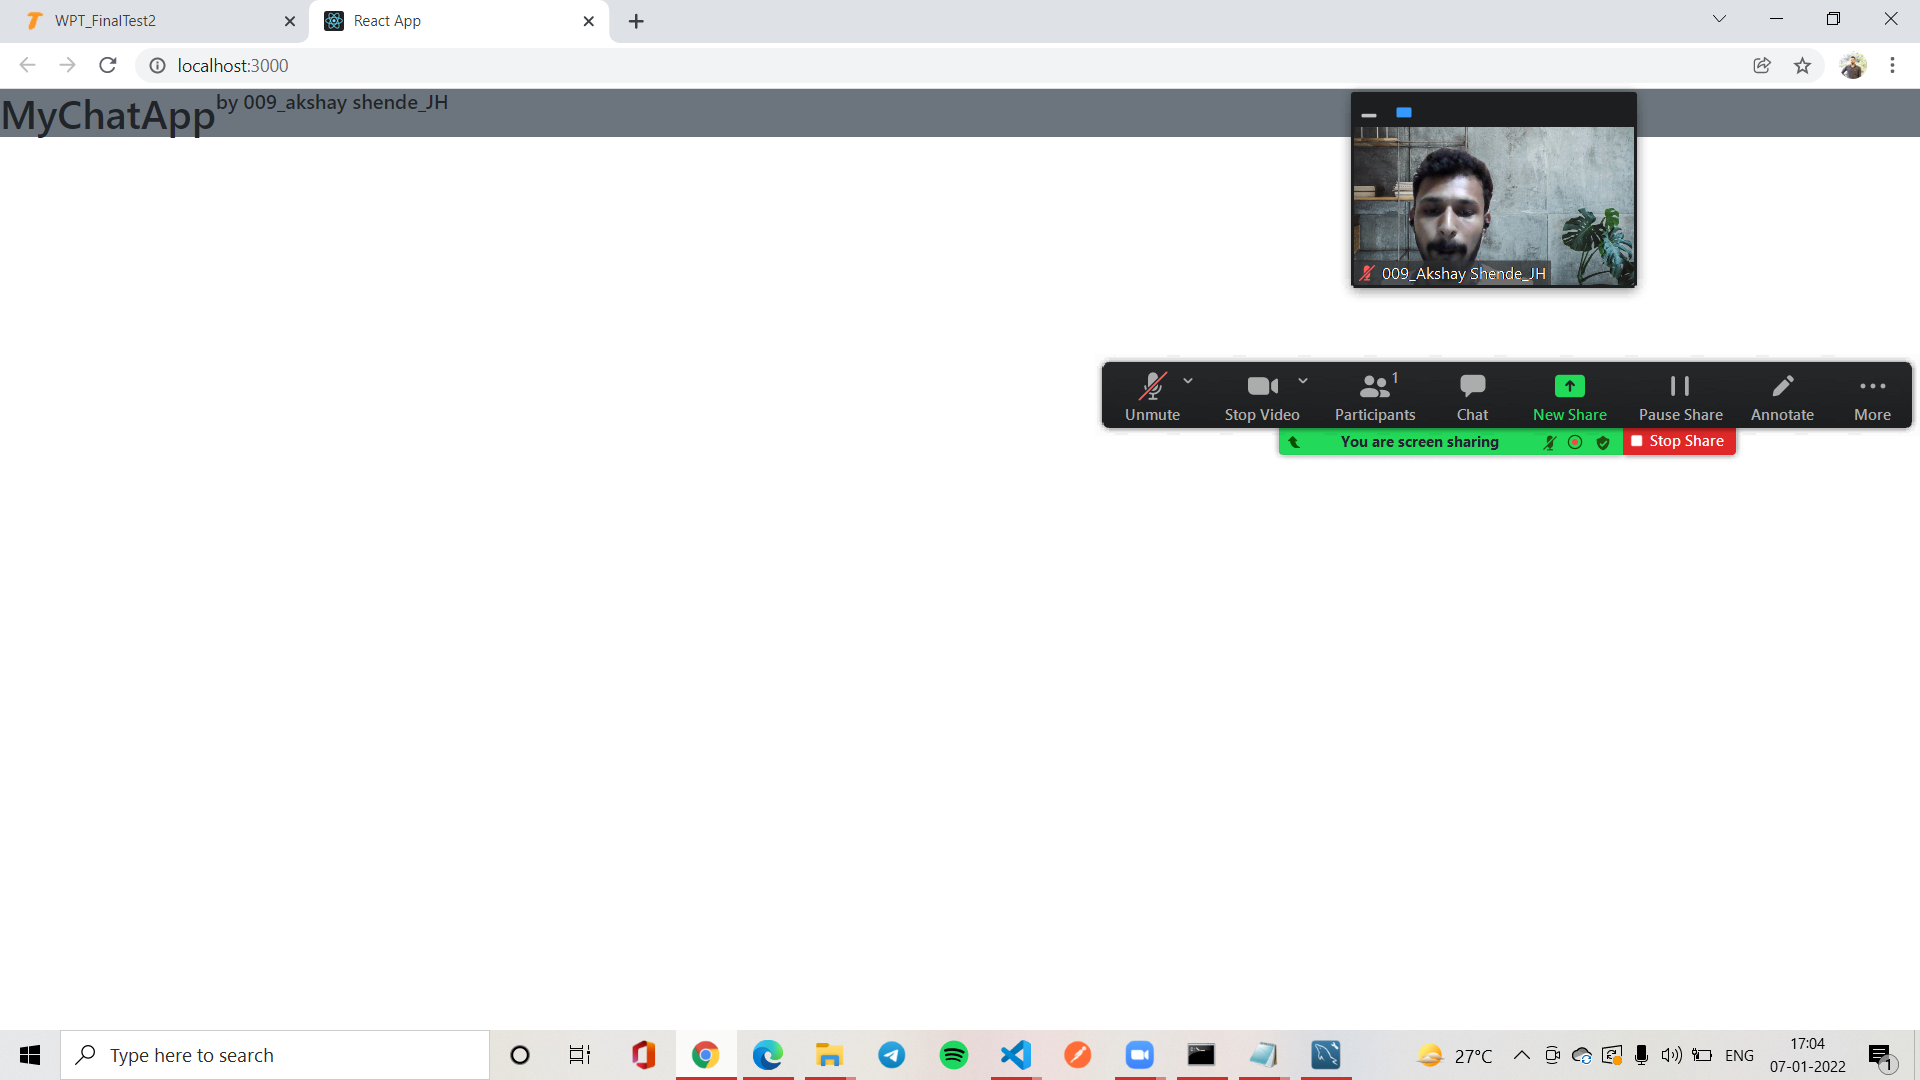 WPT_FinalTest2
React App
localhost:3000
MyChatApp by 009_akshay shende_JH
009_Akshay Shende_JH
Unmute
Stop Video
Participants 1
Chat
New Share
Pause Share
Annotate
More
You are screen sharing
Stop Share
Type here to search
27°C
ENG
17:04
07-01-2022
1